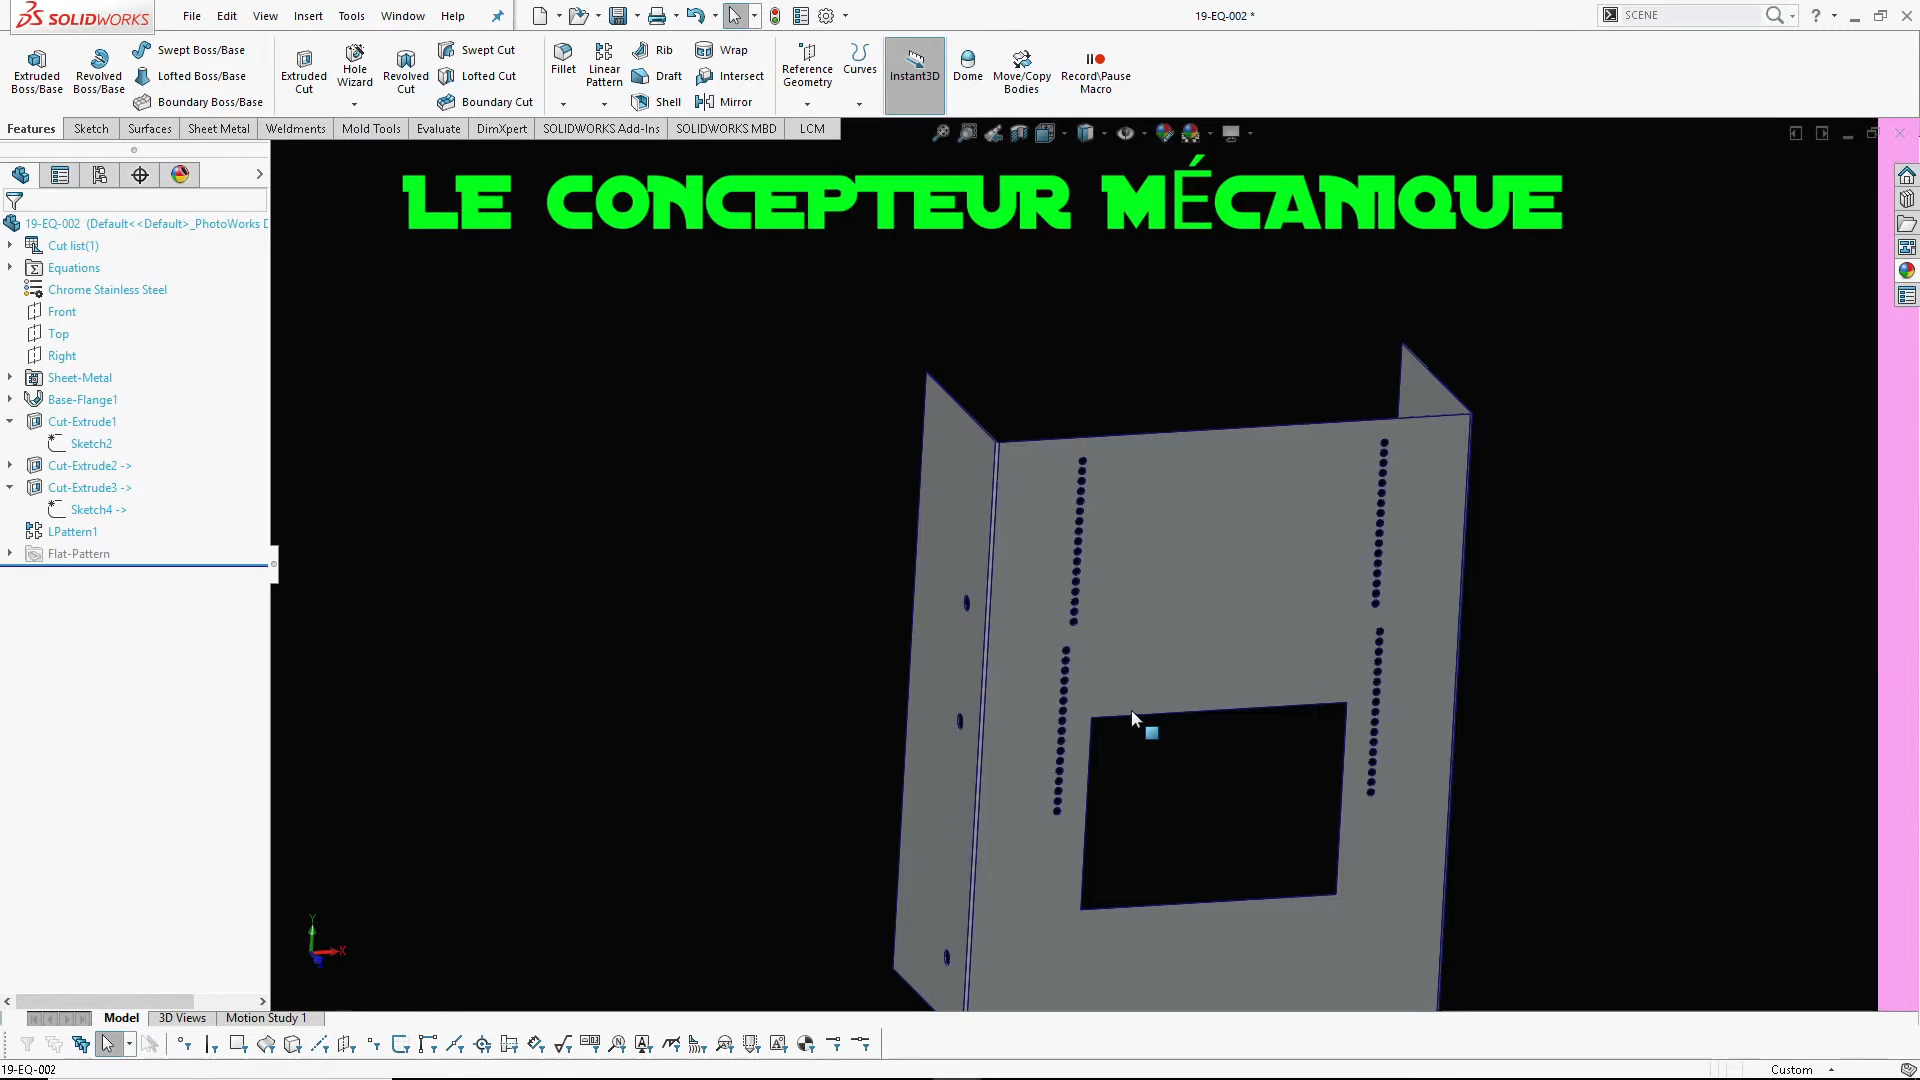 SOLIDWORKS
File Edit View Insert Tools Window Help
19-EQ-002 *
SCENE
Extruded Boss/Base
Revolved Boss/Base
Swept Boss/Base
Lofted Boss/Base
Boundary Boss/Base
Extruded Cut
Hole Wizard
Revolved Cut
Swept Cut
Lofted Cut
Boundary Cut
Fillet
Linear Pattern
Rib
Draft
Shell
Wrap
Intersect
Mirror
Reference Geometry
Curves
Instant3D
Dome
Move/Copy Bodies
Record\Pause Macro
Features Sketch Surfaces Sheet Metal Weldments Mold Tools Evaluate DimXpert SOLIDWORKS Add-Ins SOLIDWORKS MBD LCM
LE CONCEPTEUR MÉCANIQUE
19-EQ-002 (Default<<Default>_PhotoWorks D
Cut list(1)
Equations
Chrome Stainless Steel
Front
Top
Right
Sheet-Metal
Base-Flange1
Cut-Extrude1
Sketch2
Cut-Extrude2 ->
Cut-Extrude3 ->
Sketch4 ->
LPattern1
Flat-Pattern
Y
X
Model 3D Views Motion Study 1
19-EQ-002
Custom